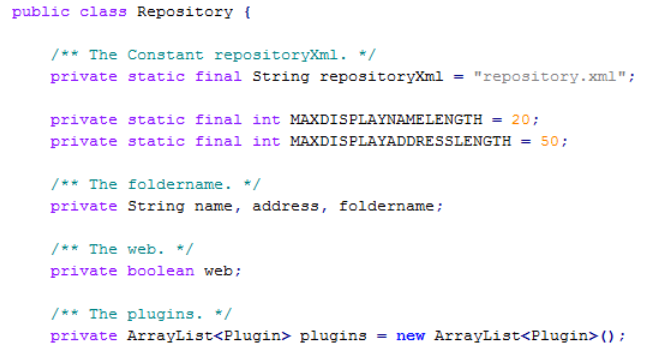 public class Repository {
/** The Constant repositoryXml. */
private static final String repositoryXml = "repository.xml";
private static final int MAXDISPLAYNAMELENGTH = 20;
private static final int MAXDISPLAYADDRESSLENGTH = 50;
/** The foldername. */
private String name, address, foldername;
/** The web. */
private boolean web;
/** The plugins. */
private ArrayList<Plugin> plugins = new ArrayList<Plugin>();